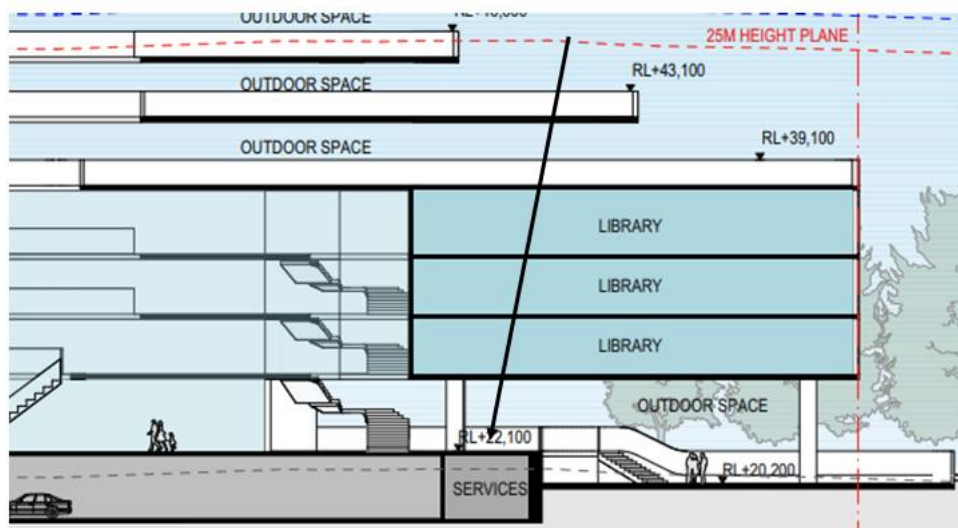 OUTDOOR SPACE
25M HEIGHT PLANE
OUTDOOR SPACE
RL+43,100
OUTDOOR SPACE
RL+39,100
LIBRARY
LIBRARY
LIBRARY
OUTDOOR SPACE
RL+22,100
SERVICES
RL+20,200